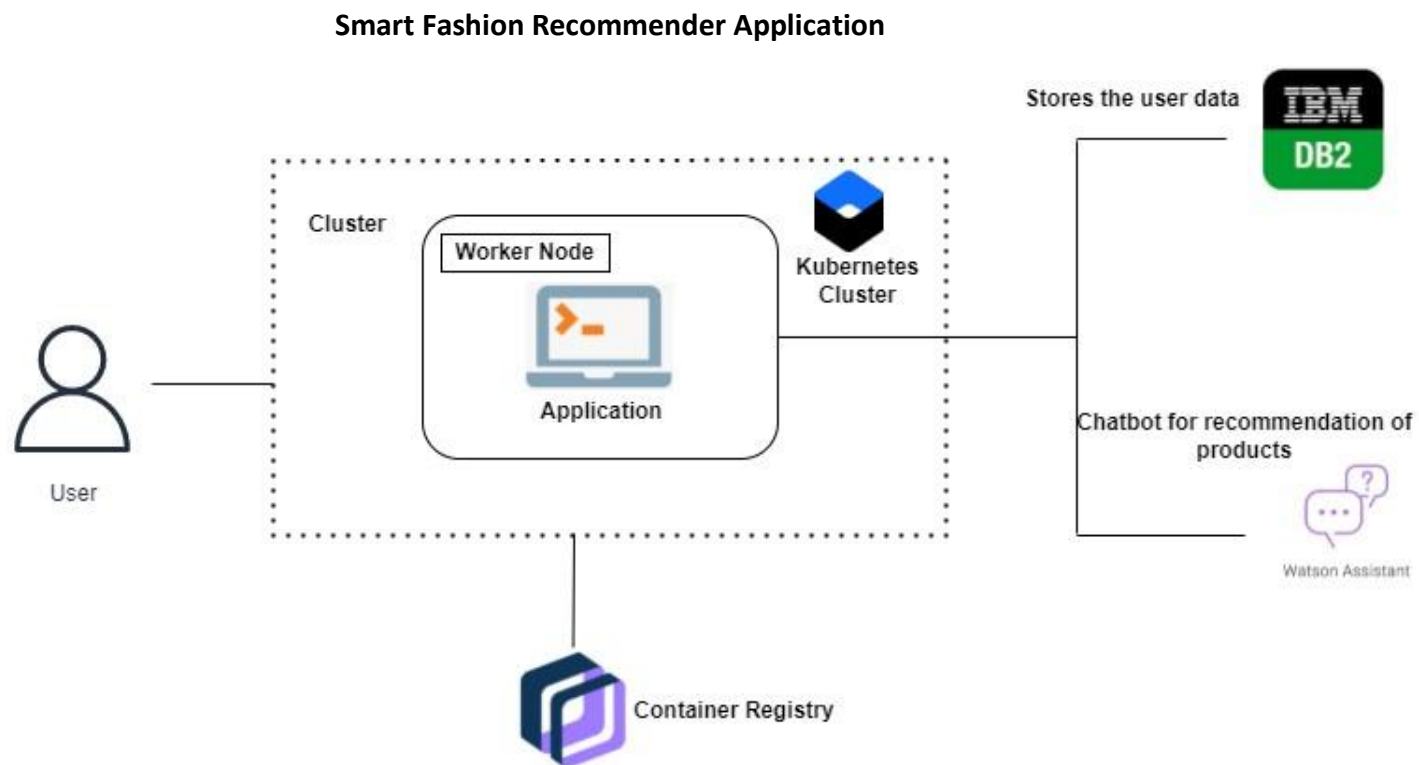 Smart Fashion Recommender Application
Stores the user data
IBM
DB2
Cluster
Worker Node
Kubernetes
Cluster
>_
Application
User
Chatbot for recommendation of
products
?
...
Watson Assistant
Container Registry